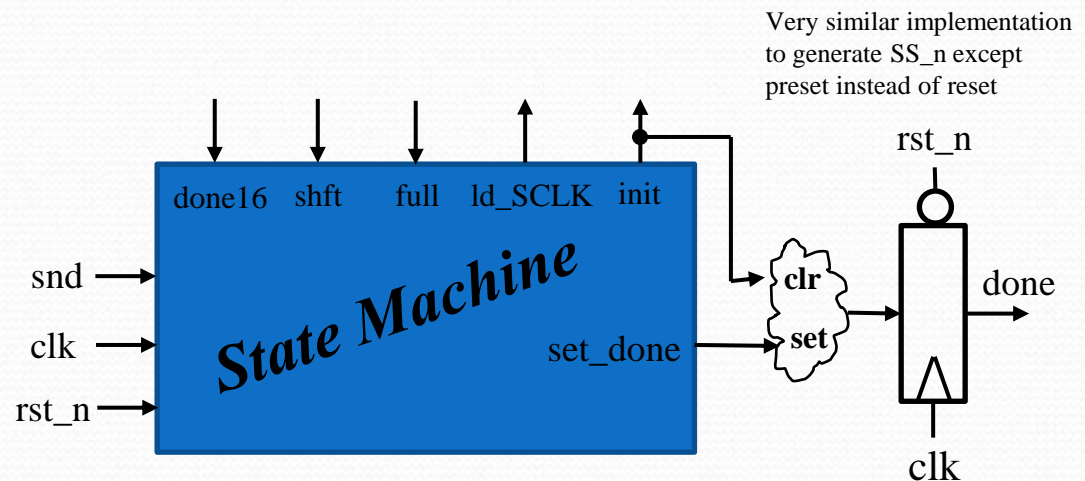 Very similar implementation
to generate SS_n except
preset instead of reset
rst_n
done16 shft full ld_SCLK init
snd
clk
rst_n
State Machine
set_done
clr
set
done
clk